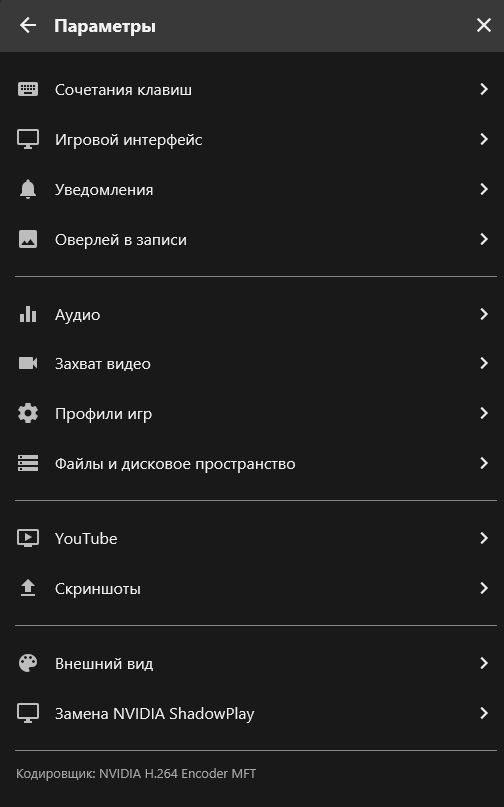 Параметры
Сочетания клавиш
Игровой интерфейс
Уведомления
Оверлей в записи
Аудио
Захват видео
Профили игр
Файлы и дисковое пространство
YouTube
Скриншоты
Внешний вид
Замена NVIDIA ShadowPlay
Кодировщик: NVIDIA H.264 Encoder MFT